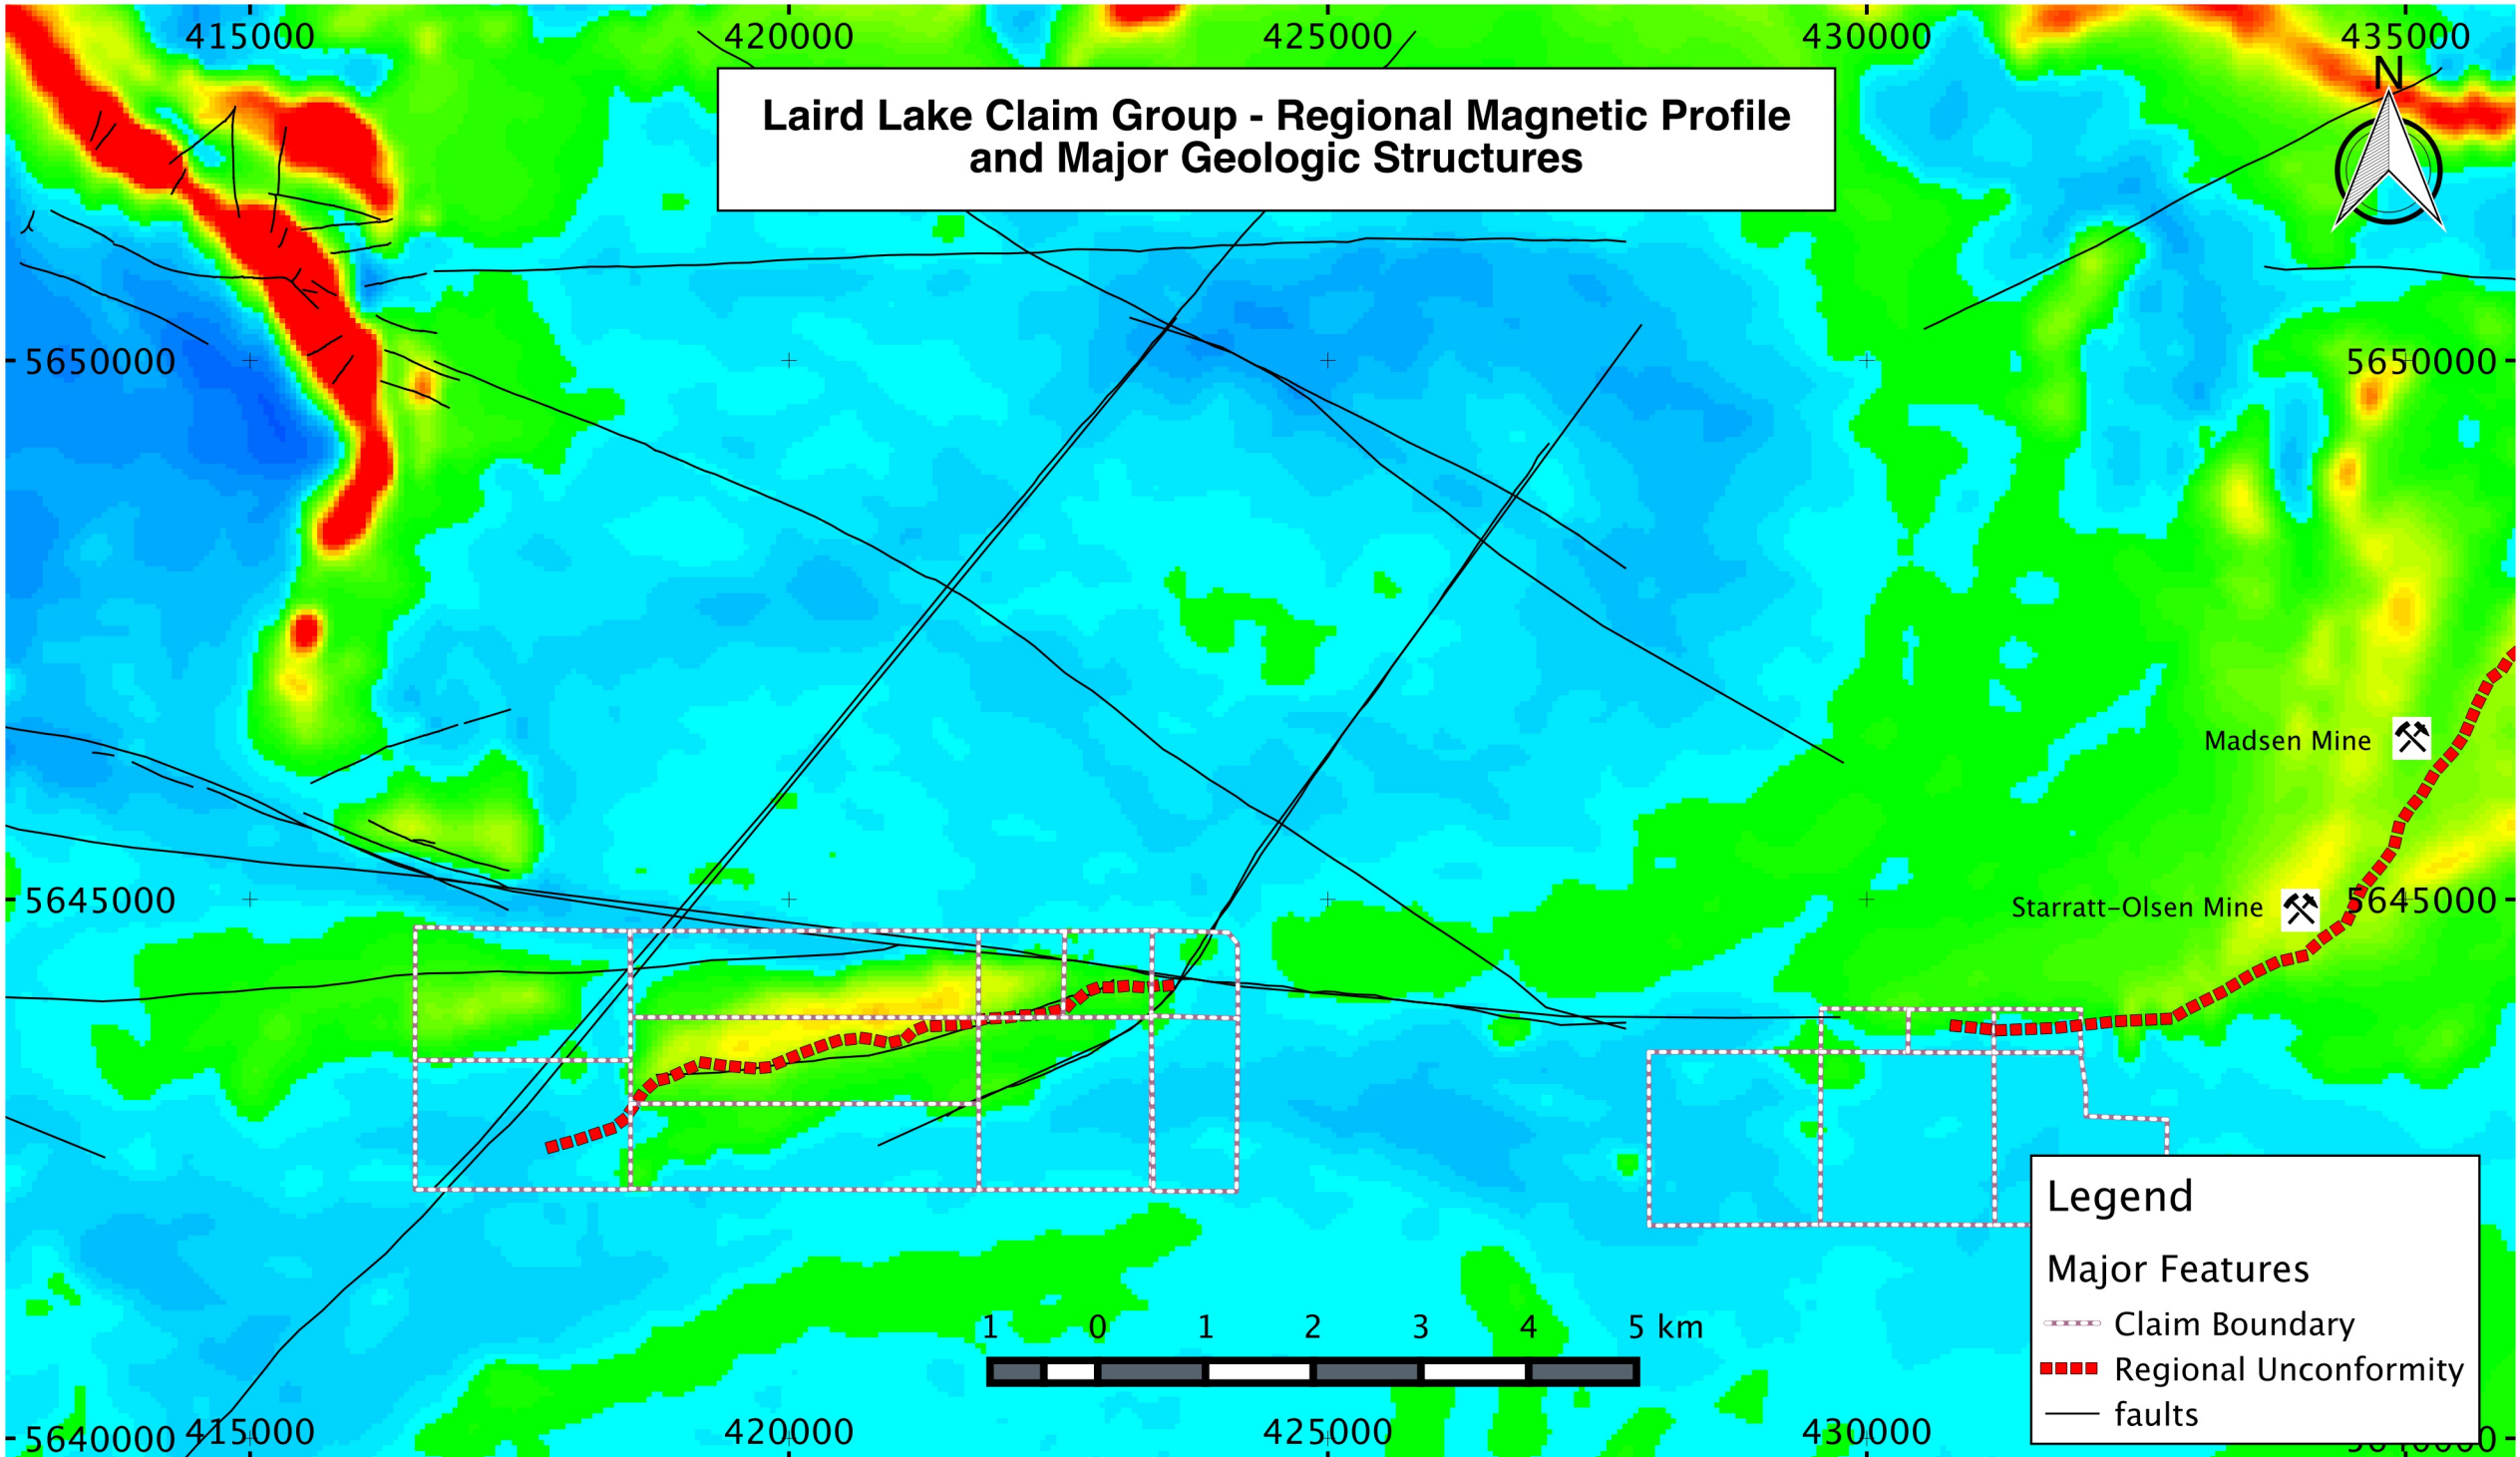 415000 420000 425000 430000 435000
N
Laird Lake Claim Group - Regional Magnetic Profile
and Major Geologic Structures
5650000 5650000
Madsen Mine
5645000 Starratt-Olsen Mine 5645000
Legend
Major Features
1 0 1 2 3 4 5 km
Claim Boundary
Regional Unconformity
faults
5640000 415000 420000 425000 430000